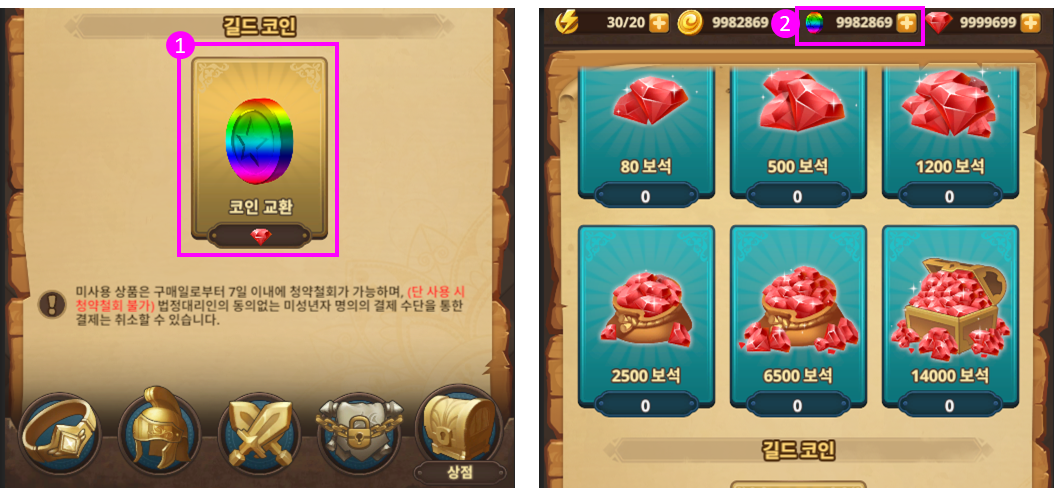 길드 코인
1
코인 교환
미사용 상품은 구매일로부터 7일 이내에 청약철회가 가능하며, (단 사용 시
청약철회 불가) 법정대리인의 동의없는 미성년자 명의의 결제 수단을 통한
결제는 취소할 수 있습니다.
상점
30/20 9982869 2 9982869 9999699
80 보석 500 보석 1200 보석
0 0 0
2500 보석 6500 보석 14000 보석
0 0 0
길드 코인